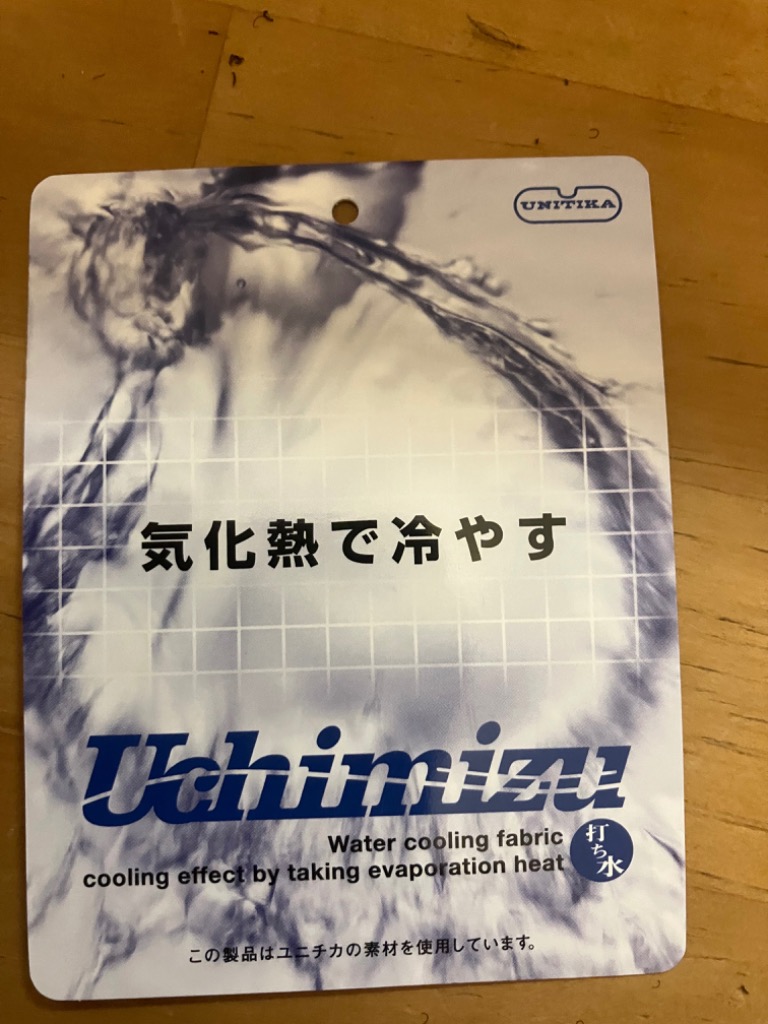 UNITIKA
気化熱で冷やす
Uchimizu
Water cooling fabric
cooling effect by taking evaporation heat
打ち水
この製品はユニチカの素材を使用しています。